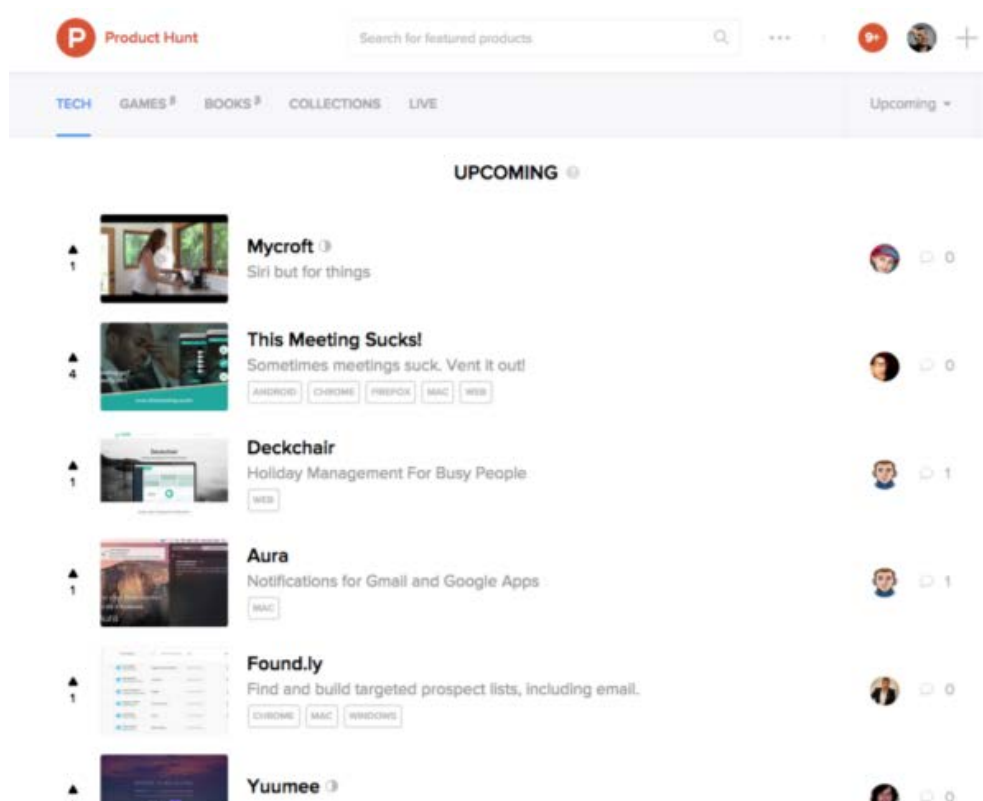 P Product Hunt
Search for featured products
9+
TECH GAMES β BOOKS β COLLECTIONS LIVE
Upcoming
UPCOMING ?
1
Mycroft
Siri but for things
0
4
This Meeting Sucks!
Sometimes meetings suck. Vent it out!
ANDROID CHROME FIREFOX MAC WEB
0
1
Deckchair
Holiday Management For Busy People
WEB
1
Deckchair
1
Aura
Notifications for Gmail and Google Apps
MAC
1
1
Found.ly
Find and build targeted prospect lists, including email.
CHROME MAC WINDOWS
0
Yuumee
0